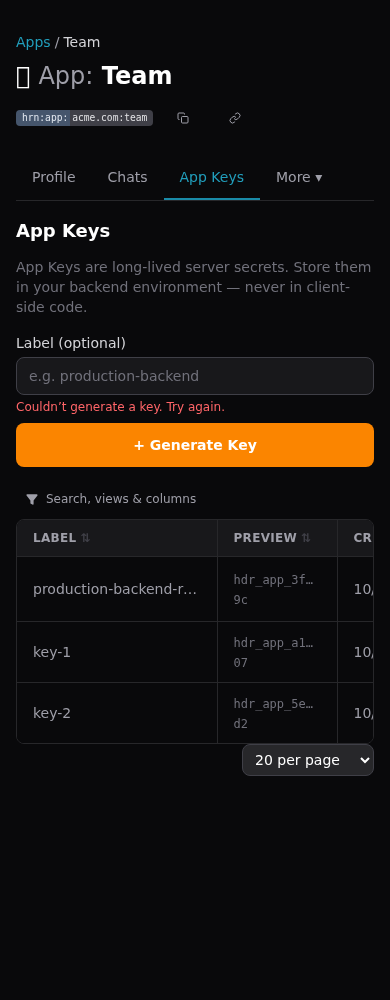 Apps / Team
App: Team
hrn:app: acme.com:team
Profile Chats App Keys More ▾
App Keys
App Keys are long-lived server secrets. Store them
in your backend environment — never in client-
side code.
Label (optional)
e.g. production-backend
Couldn’t generate a key. Try again.
+ Generate Key
Search, views & columns
LABEL ⇅ PREVIEW ⇅ CR
production-backend-r… hdr_app_3f… 10/
9c
key-1 hdr_app_a1… 10/
07
key-2 hdr_app_5e… 10/
d2
20 per page